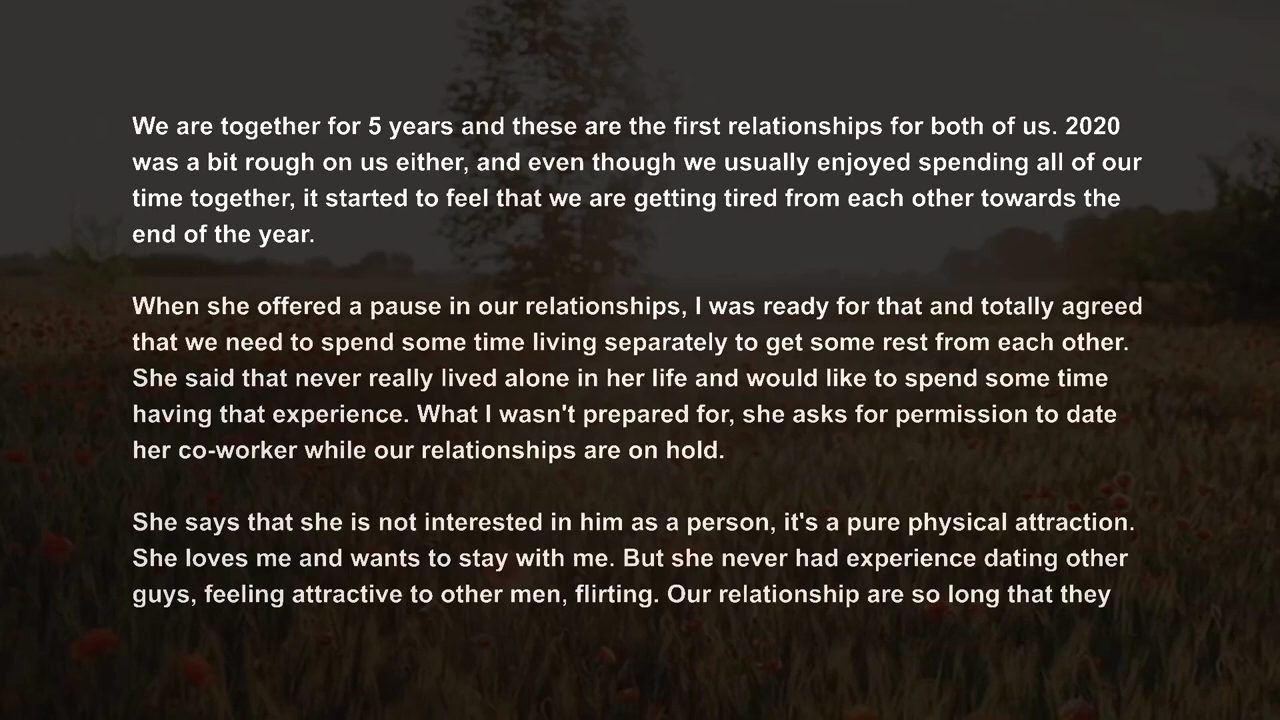 We are together for 5 years and these are the first relationships for both of us. 2020
was a bit rough on us either, and even though we usually enjoyed spending all of our
time together, it started to feel that we are getting tired from each other towards the
end of the year.
When she offered a pause in our relationships, I was ready for that and totally agreed
that we need to spend some time living separately to get some rest from each other.
She said that never really lived alone in her life and would like to spend some time
having that experience. What I wasn't prepared for, she asks for permission to date
her co-worker while our relationships are on hold.
She says that she is not interested in him as a person, it's a pure physical attraction.
She loves me and wants to stay with me. But she never had experience dating other
guys, feeling attractive to other men, flirting. Our relationship are so long that they